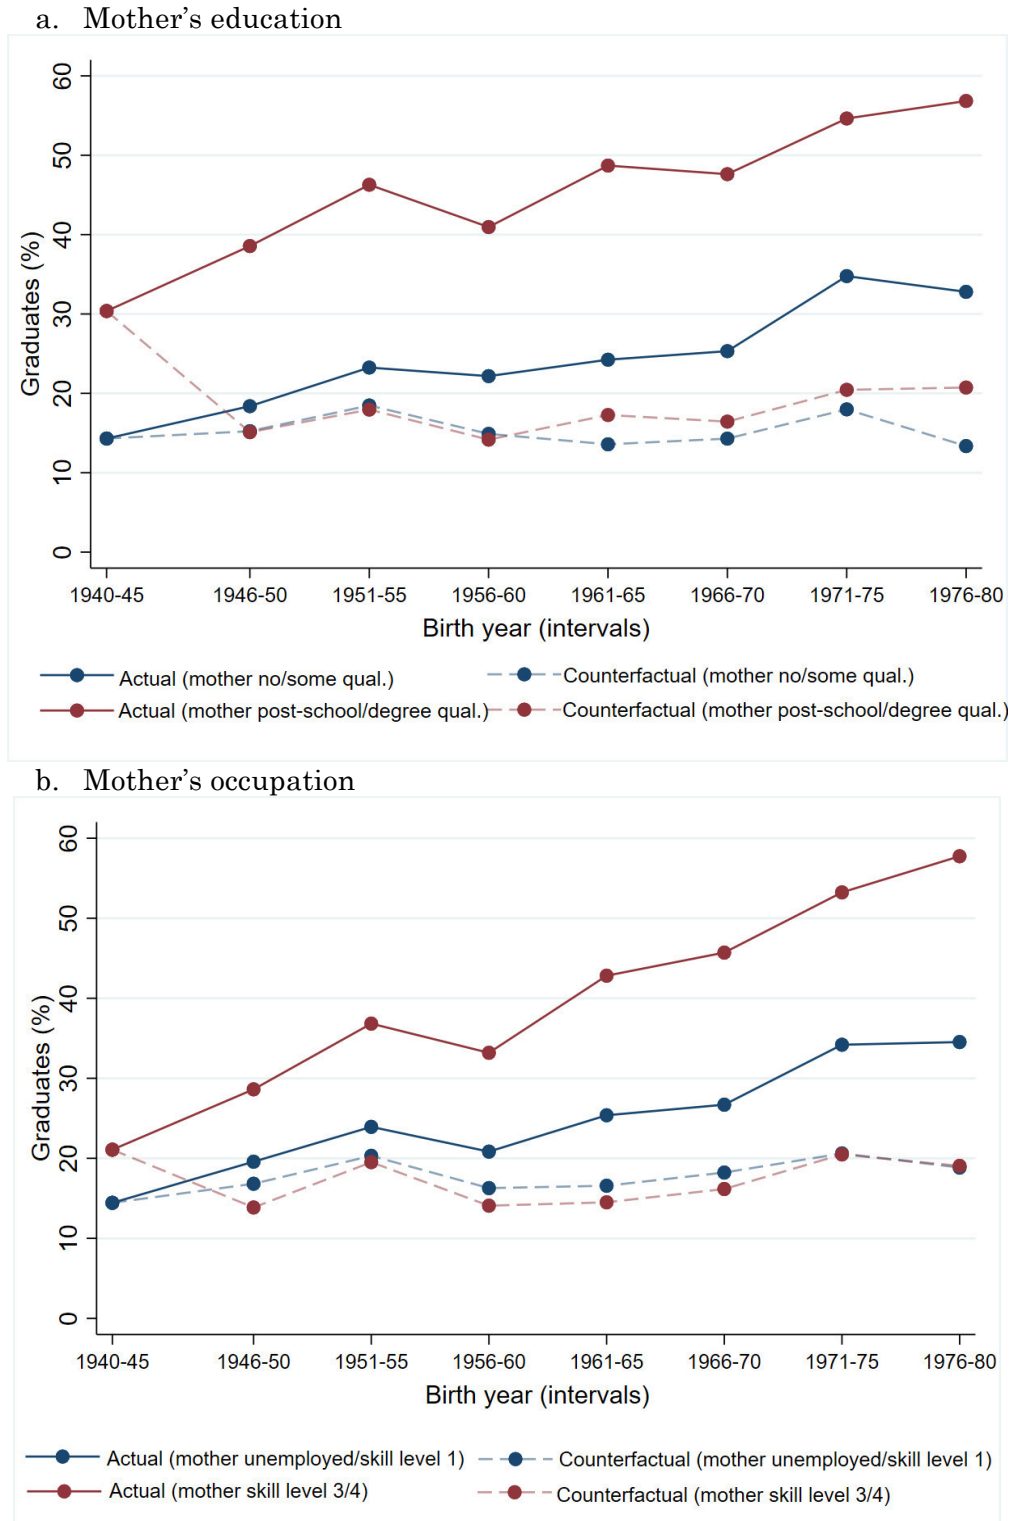 a. Mother’s education
60
50
40
30
20
10
0
Graduates (%)
1940-45 1946-50 1951-55 1956-60 1961-65 1966-70 1971-75 1976-80
Birth year (intervals)
Actual (mother no/some qual.) Counterfactual (mother no/some qual.)
Actual (mother post-school/degree qual.) Counterfactual (mother post-school/degree qual.)
b. Mother’s occupation
60
50
40
30
20
10
0
Graduates (%)
1940-45 1946-50 1951-55 1956-60 1961-65 1966-70 1971-75 1976-80
Birth year (intervals)
Actual (mother unemployed/skill level 1) Counterfactual (mother unemployed/skill level 1)
Actual (mother skill level 3/4) Counterfactual (mother skill level 3/4)